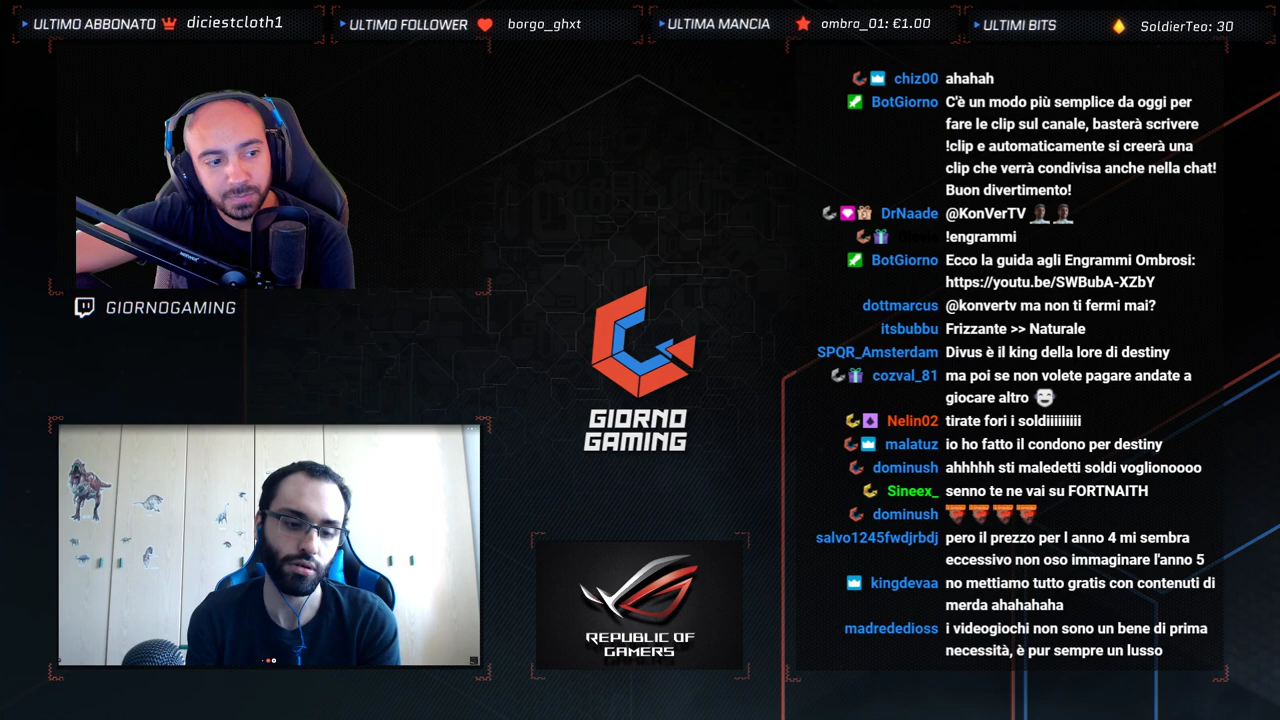 ULTIMO ABBONATO diciestcloth1
ULTIMO FOLLOWER borgo_ghxt
ULTIMA MANCIA ombra_01: €1.00
ULTIMI BITS SoldierTea: 30
GIORNOGAMING
GIORNO
GAMING
REPUBLIC OF
GAMERS
chiz00 ahahah
BotGiorno C'è un modo più semplice da oggi per
fare le clip sul canale, basterà scrivere
!clip e automaticamente si creerà una
clip che verrà condivisa anche nella chat!
Buon divertimento!
DrNaade @KonVerTV
!engrammi
BotGiorno Ecco la guida agli Engrammi Ombrosi:
https://youtu.be/SWBubA-XZbY
dottmarcus @konvertv ma non ti fermi mai?
itsbubbu Frizzante >> Naturale
SPQR_Amsterdam Divus è il king della lore di destiny
cozval_81 ma poi se non volete pagare andate a
giocare altro
Nelin02 tirate fori i soldiiiiiiiiii
malatuz io ho fatto il condono per destiny
dominush ahhhhh sti maledetti soldi voglionoooo
Sineex_ senno te ne vai su FORTNAITH
dominush
salvo1245fwdjrbdj pero il prezzo per l anno 4 mi sembra
eccessivo non oso immaginare l'anno 5
kingdevaa no mettiamo tutto gratis con contenuti di
merda ahahahaha
madrededioss i videogiochi non sono un bene di prima
necessità, è pur sempre un lusso